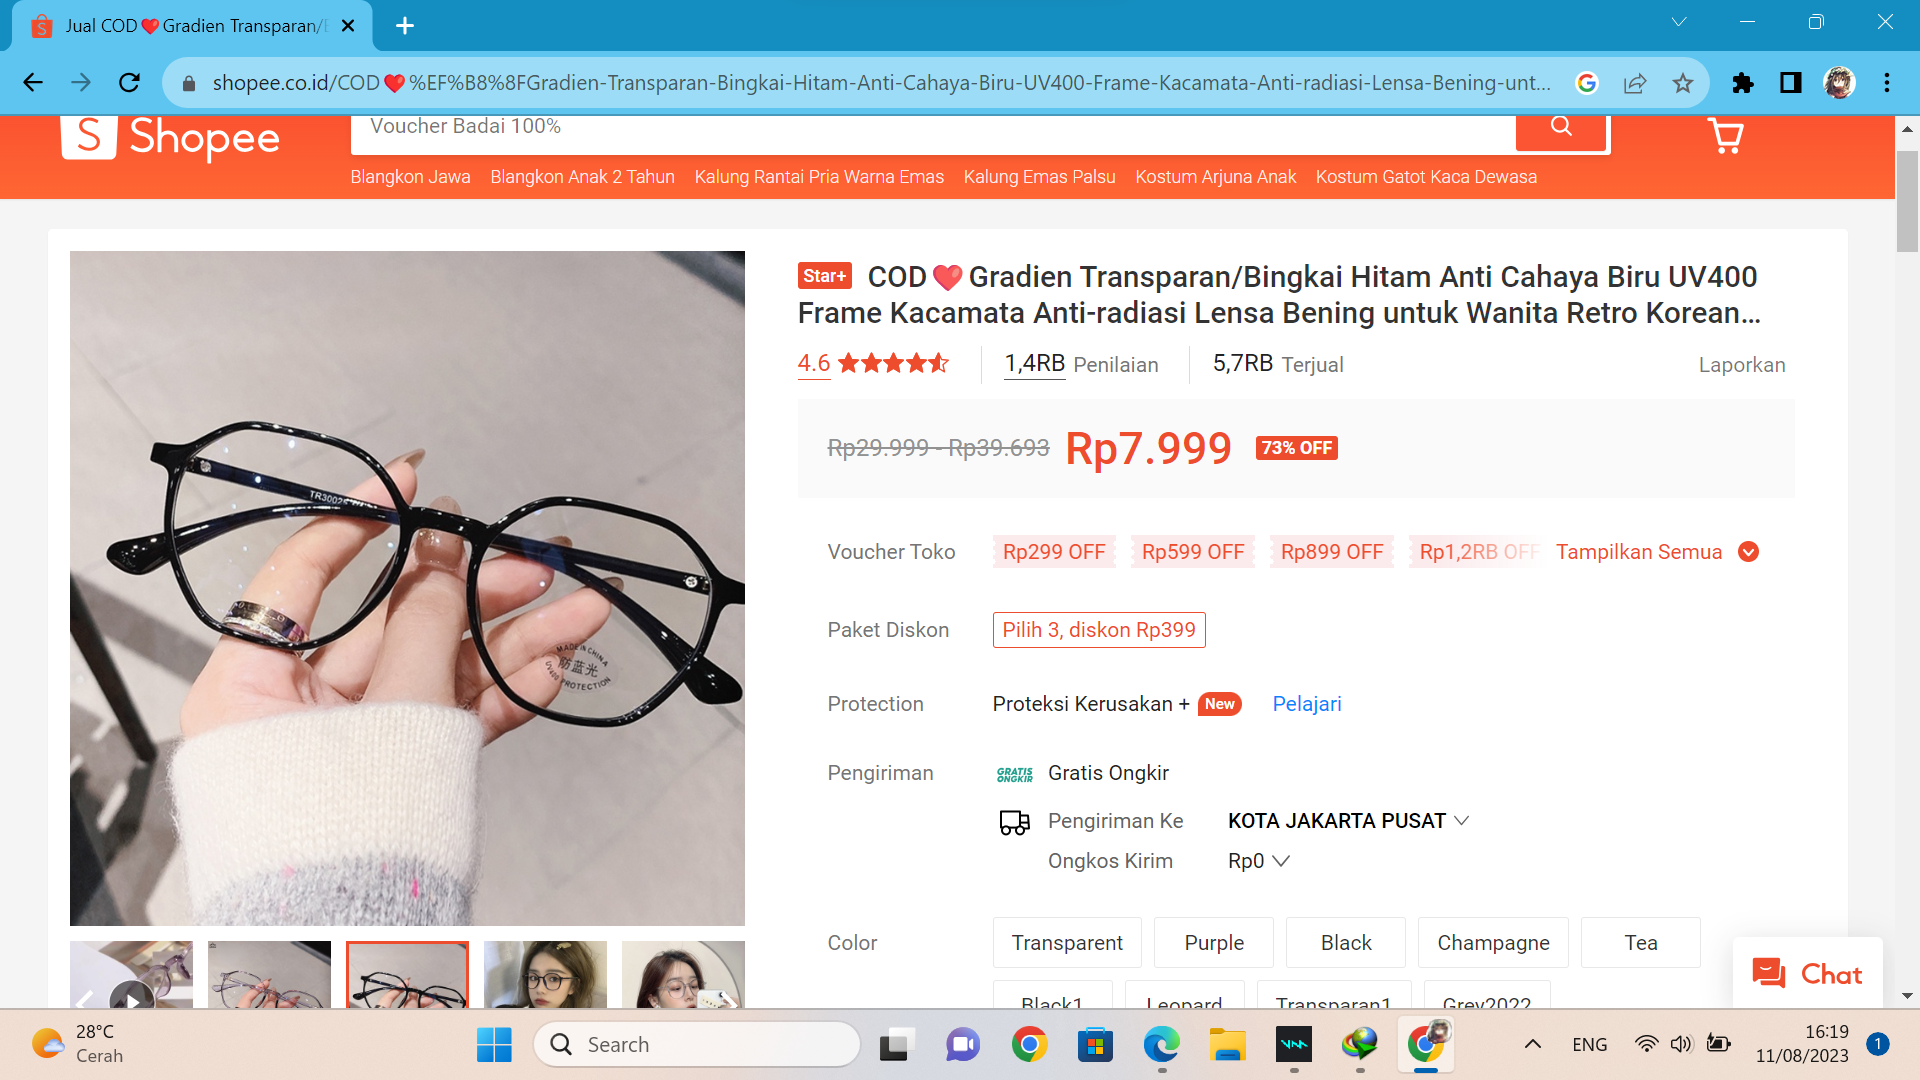 Jual COD❤️Gradien Transparan/
shopee.co.id/COD❤️%EF%B8%8FGradien-Transparan-Bingkai-Hitam-Anti-Cahaya-Biru-UV400-Frame-Kacamata-Anti-radiasi-Lensa-Bening-unt...
Shopee
Voucher Badai 100%
Blangkon Jawa Blangkon Anak 2 Tahun Kalung Rantai Pria Warna Emas Kalung Emas Palsu Kostum Arjuna Anak Kostum Gatot Kaca Dewasa
Star+ COD❤️Gradien Transparan/Bingkai Hitam Anti Cahaya Biru UV400
Frame Kacamata Anti-radiasi Lensa Bening untuk Wanita Retro Korean...
4.6 1,4RB Penilaian 5,7RB Terjual Laporkan
Rp29.999 - Rp39.693 Rp7.999 73% OFF
TR3002
MADE IN CHINA
防蓝光
UV400 PROTECTION
Voucher Toko Rp299 OFF Rp599 OFF Rp899 OFF Rp1,2RB OFF Tampilkan Semua
Paket Diskon Pilih 3, diskon Rp399
Protection Proteksi Kerusakan + New Pelajari
Pengiriman GRATIS ONGKIR Gratis Ongkir
Pengiriman Ke KOTA JAKARTA PUSAT
Ongkos Kirim Rp0
Color Transparent Purple Black Champagne Tea
Black1 Leopard Transparan1 Grey2022
Chat
28°C
Cerah
Search
ENG
16:19
11/08/2023
1